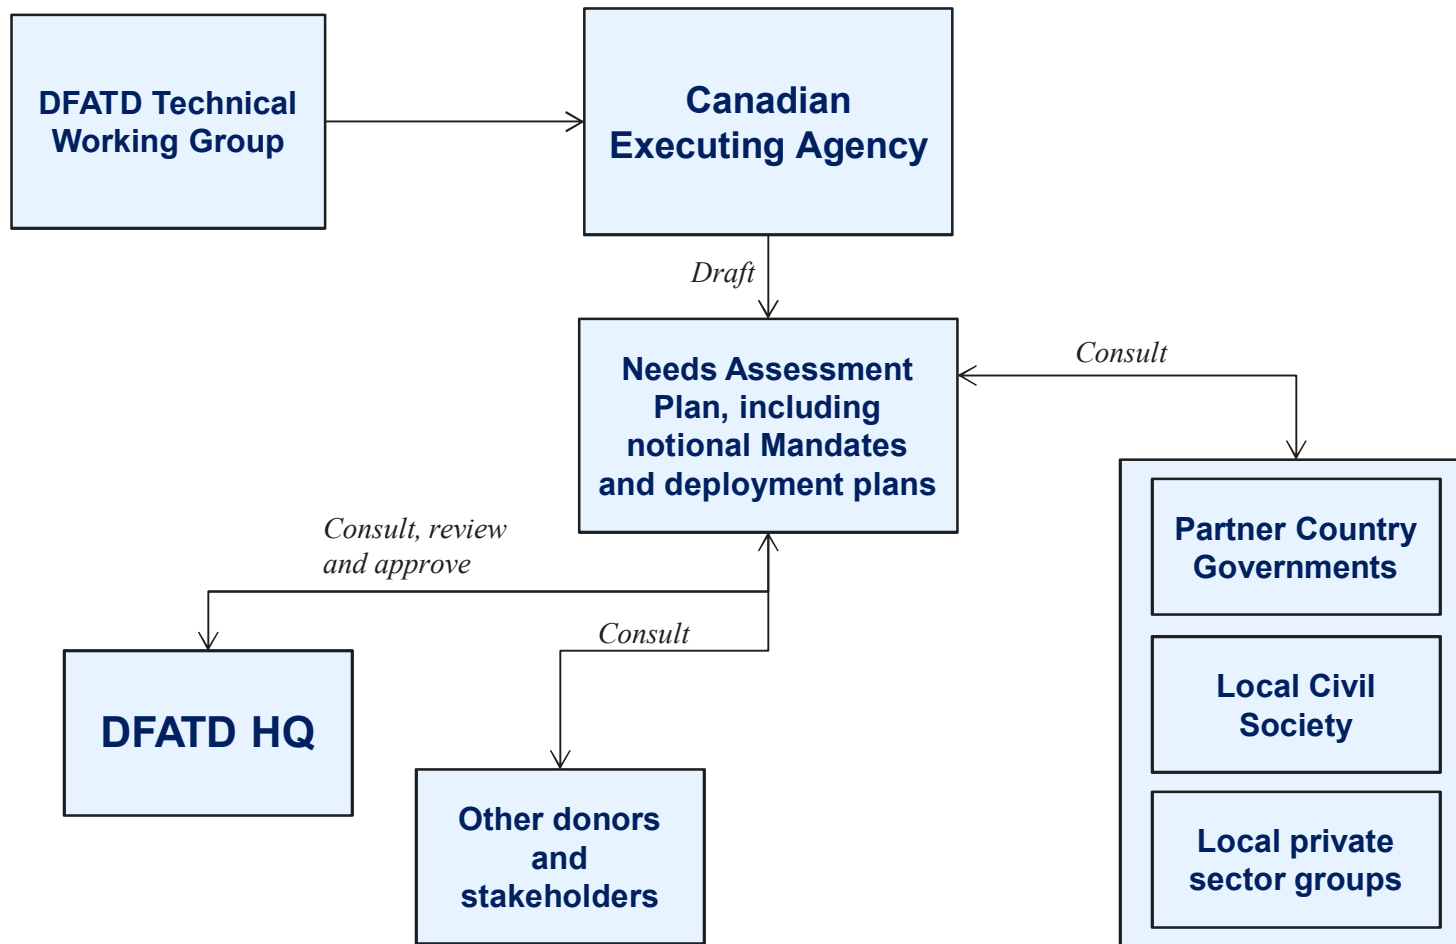 DFATD Technical
Working Group
Canadian
Executing Agency
Draft
Needs Assessment
Plan, including
notional Mandates
and deployment plans
Consult
Partner Country
Governments
Local Civil
Society
Local private
sector groups
Consult, review
and approve
Consult
DFATD HQ
Other donors
and
stakeholders